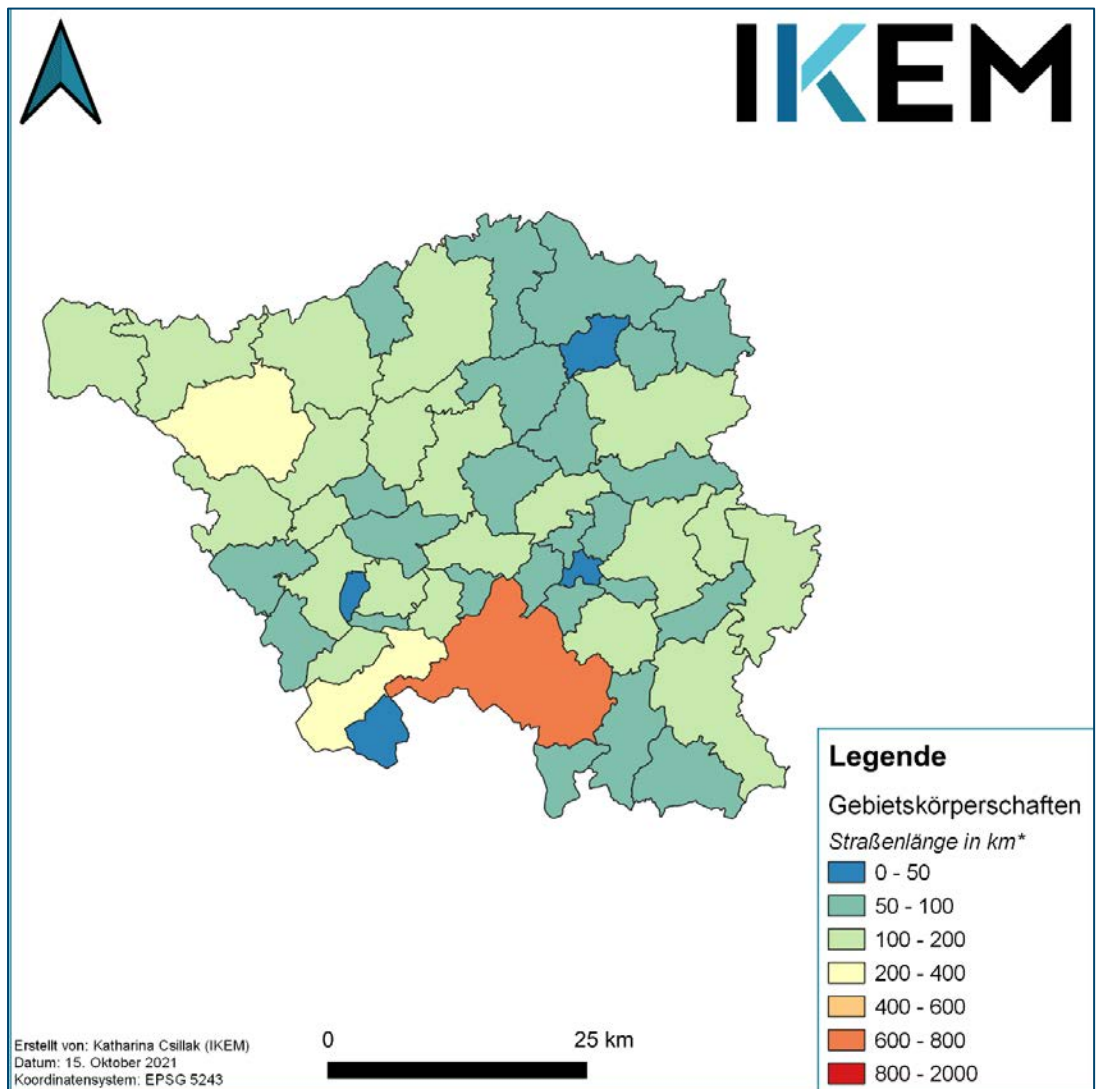 IKEM
Legende
Gebietskörperschaften
Straßenlänge in km*
0 - 50
50 - 100
100 - 200
200 - 400
400 - 600
600 - 800
800 - 2000
0 25 km
Erstellt von: Katharina Csillak (IKEM)
Datum: 15. Oktober 2021
Koordinatensystem: EPSG 5243